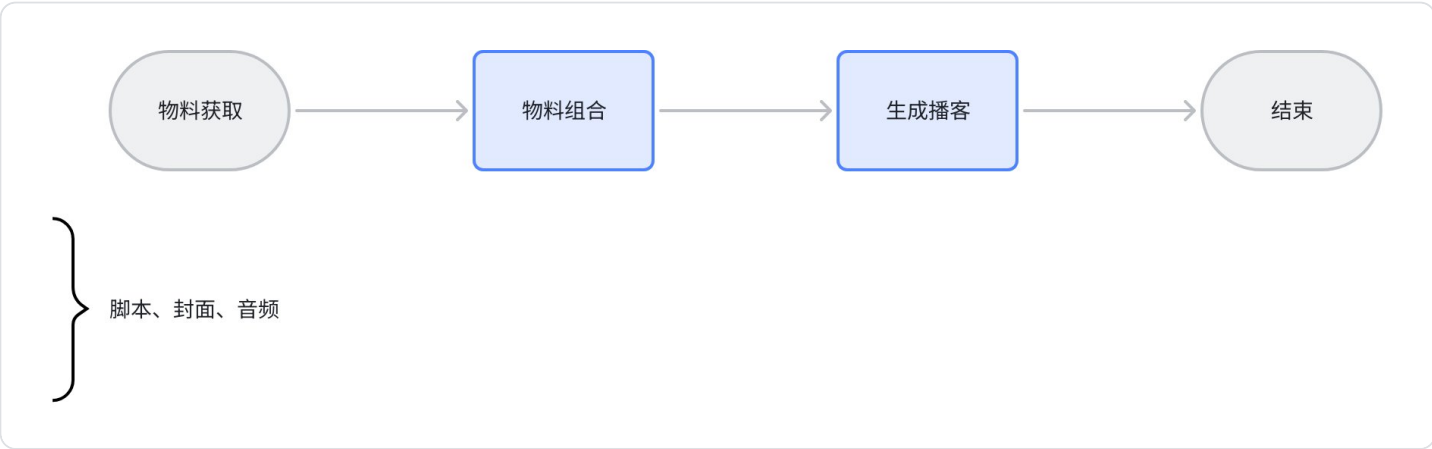 物料获取
物料组合
生成播客
结束
脚本、封面、音频